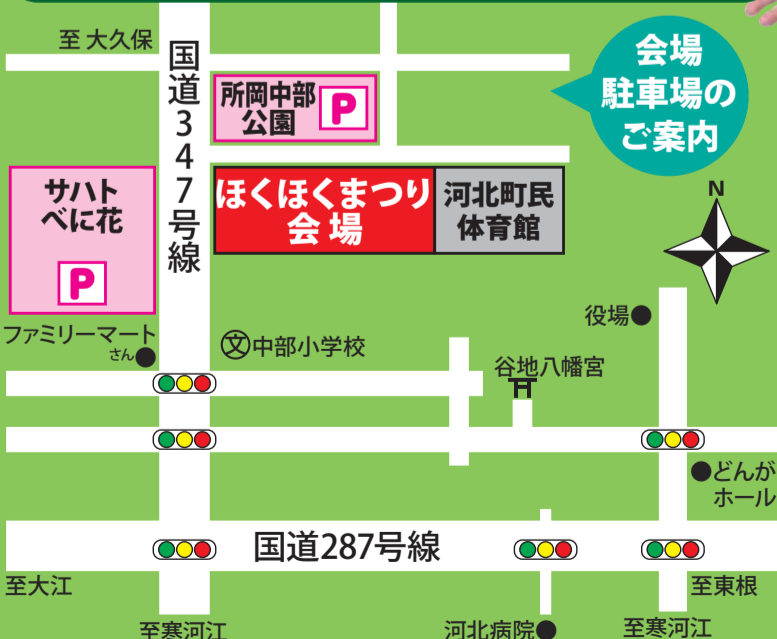 会場
駐車場の
ご案内
至 大久保
国道347号線
所岡中部
公園
P
サハト
べに花
P
ほくほくまつり
会 場
河北町民
体育館
N
役場
ファミリーマート
さん
文 中部小学校
谷地八幡宮
どんが
ホール
国道287号線
至大江
至東根
至寒河江
河北病院
至寒河江